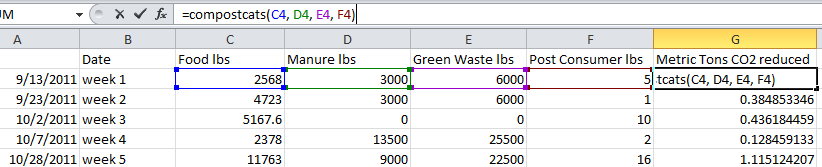 UM fx =compostcats(C4, D4, E4, F4)
A B C D E F G
Date Food lbs Manure lbs Green Waste lbs Post Consumer lbs Metric Tons CO2 reduced
9/13/2011 week 1 2568 3000 6000 5 tcats(C4, D4, E4, F4)
9/23/2011 week 2 4723 3000 6000 1 0.384853346
10/2/2011 week 3 5167.6 0 0 10 0.436184459
10/7/2011 week 4 2378 13500 25500 2 0.128459133
10/28/2011 week 5 11763 9000 22500 16 1.115124207